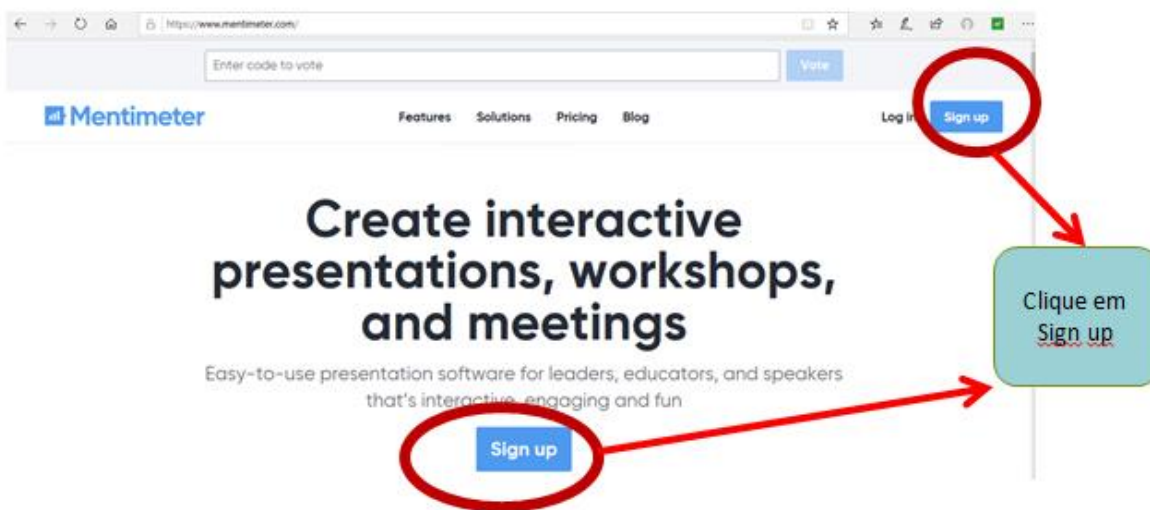 https://www.mentimeter.com/
Enter code to vote
Vote
Mentimeter
Features Solutions Pricing Blog
Log in
Sign up
Create interactive
presentations, workshops,
and meetings
Easy-to-use presentation software for leaders, educators, and speakers
that's interactive, engaging and fun
Sign up
Clique em
Sign up